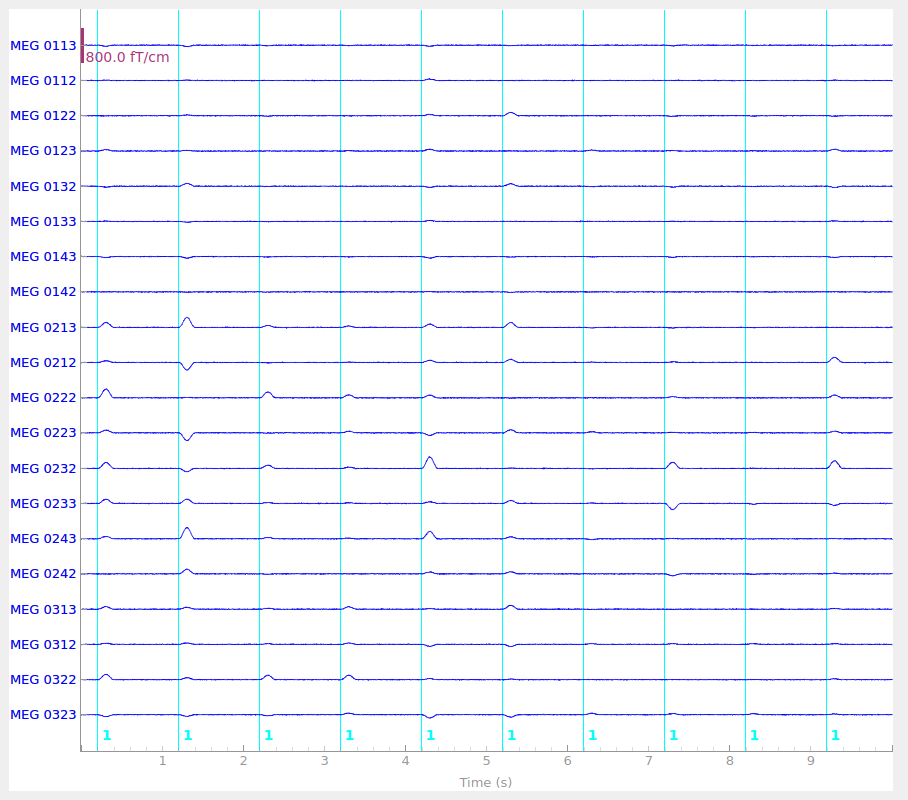 MEG 0113
800.0 fT/cm
MEG 0112
MEG 0122
MEG 0123
MEG 0132
MEG 0133
MEG 0143
MEG 0142
MEG 0213
MEG 0212
MEG 0222
MEG 0223
MEG 0232
MEG 0233
MEG 0243
MEG 0242
MEG 0313
MEG 0312
MEG 0322
MEG 0323
1 1 1 1 1 1 1 1 1 1
1 2 3 4 5 6 7 8 9
Time (s)